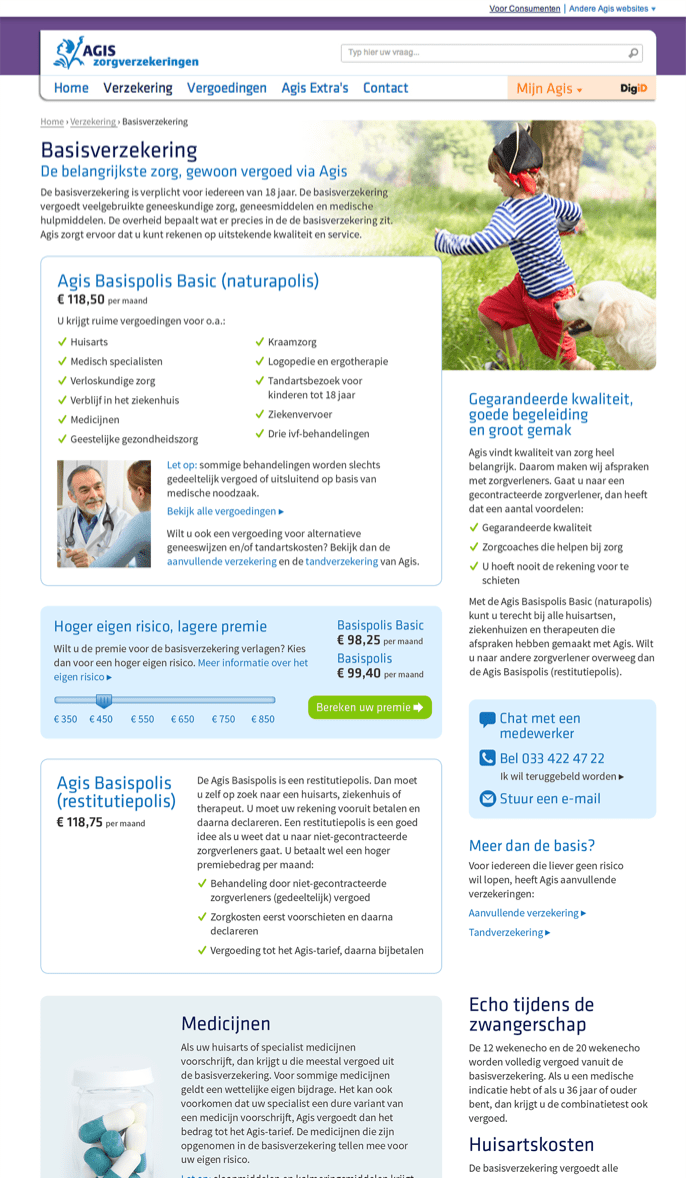 Voor Consumenten | Andere Agis websites ▾
AGIS
zorgverzekeringen
Typ hier uw vraag...
Home Verzekering Vergoedingen Agis Extra's Contact Mijn Agis ▾ DigiD
Home › Verzekering › Basisverzekering
Basisverzekering
De belangrijkste zorg, gewoon vergoed via Agis
De basisverzekering is verplicht voor iedereen van 18 jaar. De basisverzekering
vergoedt veelgebruikte geneeskundige zorg, geneesmiddelen en medische
hulpmiddelen. De overheid bepaalt wat er precies in de de basisverzekering zit.
Agis zorgt ervoor dat u kunt rekenen op uitstekende kwaliteit en service.
Agis Basispolis Basic (naturapolis)
€ 118,50 per maand
U krijgt ruime vergoedingen voor o.a.:
Huisarts
Medisch specialisten
Verloskundige zorg
Verblijf in het ziekenhuis
Medicijnen
Geestelijke gezondheidszorg
Kraamzorg
Logopedie en ergotherapie
Tandartsbezoek voor
kinderen tot 18 jaar
Ziekenvervoer
Drie ivf-behandelingen
Let op: sommige behandelingen worden slechts
gedeeltelijk vergoed of uitsluitend op basis van
medische noodzaak.
Bekijk alle vergoedingen ▸
Wilt u ook een vergoeding voor alternatieve
geneeswijzen en/of tandartskosten? Bekijk dan de
aanvullende verzekering en de tandverzekering van Agis.
Hoger eigen risico, lagere premie
Wilt u de premie voor de basisverzekering verlagen? Kies
dan voor een hoger eigen risico. Meer informatie over het
eigen risico ▸
€ 350 € 450 € 550 € 650 € 750 € 850
Basispolis Basic
€ 98,25 per maand
Basispolis
€ 99,40 per maand
Bereken uw premie
Agis Basispolis
(restitutiepolis)
€ 118,75 per maand
De Agis Basispolis is een restitutiepolis. Dan moet
u zelf op zoek naar een huisarts, ziekenhuis of
therapeut. U moet uw rekening vooruit betalen en
daarna declareren. Een restitutiepolis is een goed
idee als u weet dat u naar niet-gecontracteerde
zorgverleners gaat. U betaalt wel een hoger
premiebedrag per maand:
Behandeling door niet-gecontracteerde
zorgverleners (gedeeltelijk) vergoed
Zorgkosten eerst voorschieten en daarna
declareren
Vergoeding tot het Agis-tarief, daarna bijbetalen
Medicijnen
Als uw huisarts of specialist medicijnen
voorschrijft, dan krijgt u die meestal vergoed uit
de basisverzekering. Voor sommige medicijnen
geldt een wettelijke eigen bijdrage. Het kan ook
voorkomen dat uw specialist een dure variant van
een medicijn voorschrijft, Agis vergoedt dan het
bedrag tot het Agis-tarief. De medicijnen die zijn
opgenomen in de basisverzekering tellen mee voor
uw eigen risico.
Let op: slaapmiddelen en kalmeringsmiddelen krijgt
Gegarandeerde kwaliteit,
goede begeleiding
en groot gemak
Agis vindt kwaliteit van zorg heel
belangrijk. Daarom maken wij afspraken
met zorgverleners. Gaat u naar een
gecontracteerde zorgverlener, dan heeft
dat een aantal voordelen:
Gegarandeerde kwaliteit
Zorgcoaches die helpen bij zorg
U hoeft nooit de rekening voor te
schieten
Met de Agis Basispolis Basic (naturapolis)
kunt u terecht bij alle huisartsen,
ziekenhuizen en therapeuten die
afspraken hebben gemaakt met Agis. Wilt
u naar andere zorgverlener overweeg dan
de Agis Basispolis (restitutiepolis).
Chat met een
medewerker
Bel 033 422 47 22
Ik wil teruggebeld worden ▸
Stuur een e-mail
Meer dan de basis?
Voor iedereen die liever geen risico
wil lopen, heeft Agis aanvullende
verzekeringen:
Aanvullende verzekering ▸
Tandverzekering ▸
Echo tijdens de
zwangerschap
De 12 wekenecho en de 20 wekenecho
worden volledig vergoed vanuit de
basisverzekering. Als u een medische
indicatie hebt of als u 36 jaar of ouder
bent, dan krijgt u de combinatietest ook
vergoed.
Huisartskosten
De basisverzekering vergoedt alle